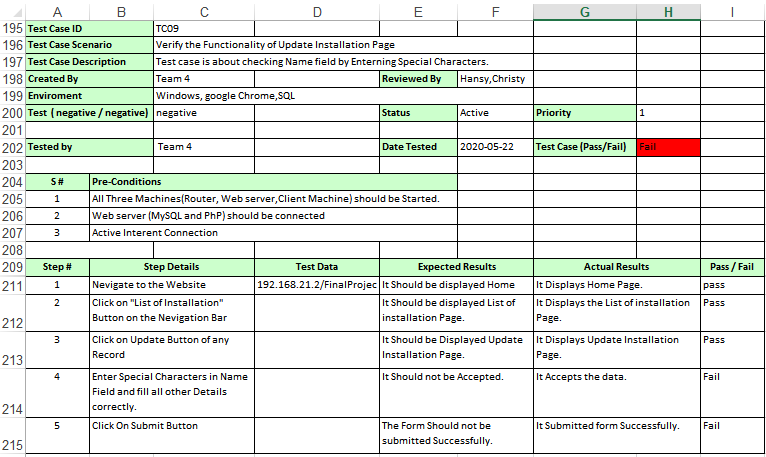 A B C D E F G H I
195 Test Case ID TC09
196 Test Case Scenario Verify the Functionality of Update Installation Page
197 Test Case Description Test case is about checking Name field by Enterning Special Characters.
198 Created By Team 4 Reviewed By Hansy,Christy
199 Enviroment Windows, google Chrome,SQL
200 Test ( negative / negative) negative Status Active Priority 1
201
202 Tested by Team 4 Date Tested 2020-05-22 Test Case (Pass/Fail) Fail
203
204 S # Pre-Conditions
205 1 All Three Machines(Router, Web server,Client Machine) should be Started.
206 2 Web server (MySQL and PhP) should be connected
207 3 Active Interent Connection
208
209 Step # Step Details Test Data Expected Results Actual Results Pass / Fail
211 1 Nevigate to the Website 192.168.21.2/FinalProjec It Should be displayed Home It Displays Home Page. pass
2 Click on "List of Installation" It Should be displayed List of It Displays the List of installation Pass
212 Button on the Nevigation Bar installation Page. Page.
3 Click on Update Button of any It Should be Displayed Update It Displays Update Installation Pass
213 Record Installation Page. Page.
4 Enter Special Characters in Name It Should not be Accepted. It Accepts the data. Fail
Field and fill all other Details
214 correctly.
5 Click On Submit Button The Form Should not be It Submitted form Successfully. Fail
215 submitted Successfully.